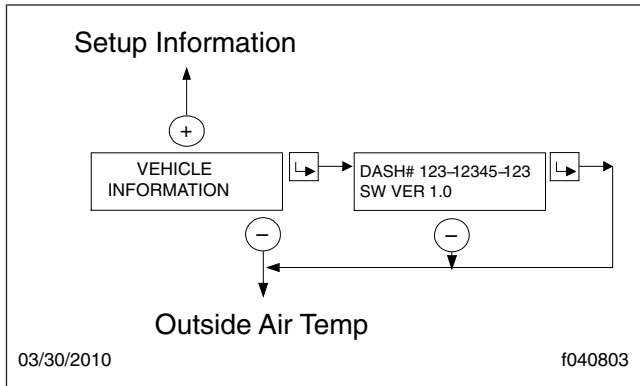 Setup Information
+
VEHICLE
INFORMATION
DASH# 123–12345–123
SW VER 1.0
–
–
Outside Air Temp
03/30/2010
f040803